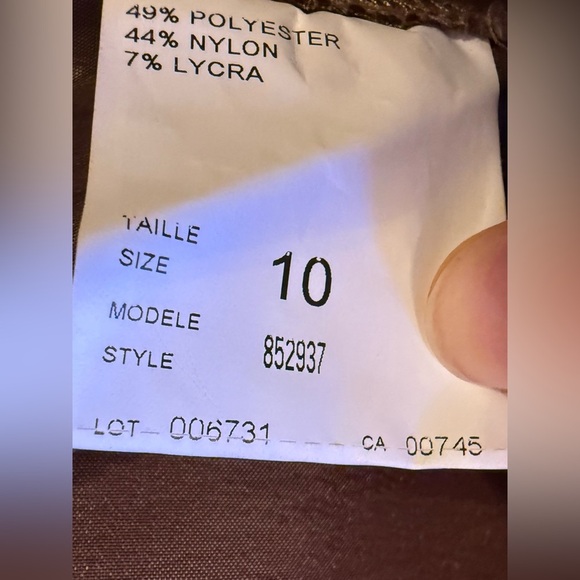 49% POLYESTER
44% NYLON
7% LYCRA
TAILLE
SIZE 10
MODELE
STYLE 852937
LOT 006731 CA 00745